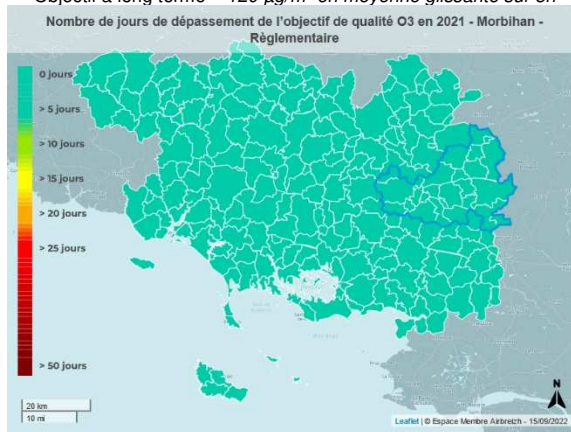 Objectif à long terme = 120 µg/m³ en moyenne glissante sur 8h
Nombre de jours de dépassement de l'objectif de qualité O3 en 2021 - Morbihan -
Règlementaire
0 jours
> 5 jours
> 10 jours
> 15 jours
> 20 jours
> 25 jours
> 50 jours
20 km
10 mi
N
Leaflet | © Espace Membre Airbreizh - 15/09/2022